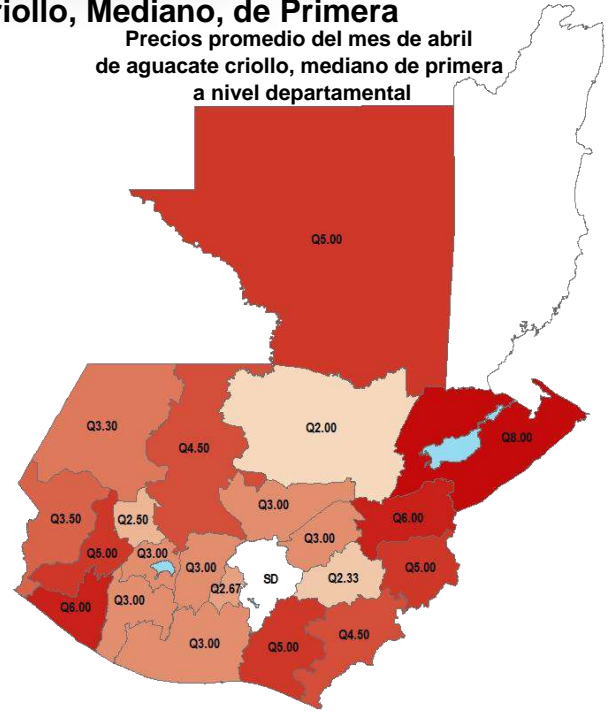 riollo, Mediano, de Primera
Precios promedio del mes de abril
de aguacate criollo, mediano de primera
a nivel departamental
Q5.00
Q3.30
Q4.50
Q2.00
Q8.00
Q3.50
Q2.50
Q3.00
Q6.00
Q5.00
Q3.00
Q3.00
Q3.00
SD
Q2.33
Q5.00
Q2.67
Q6.00
Q3.00
Q4.50
Q3.00
Q5.00